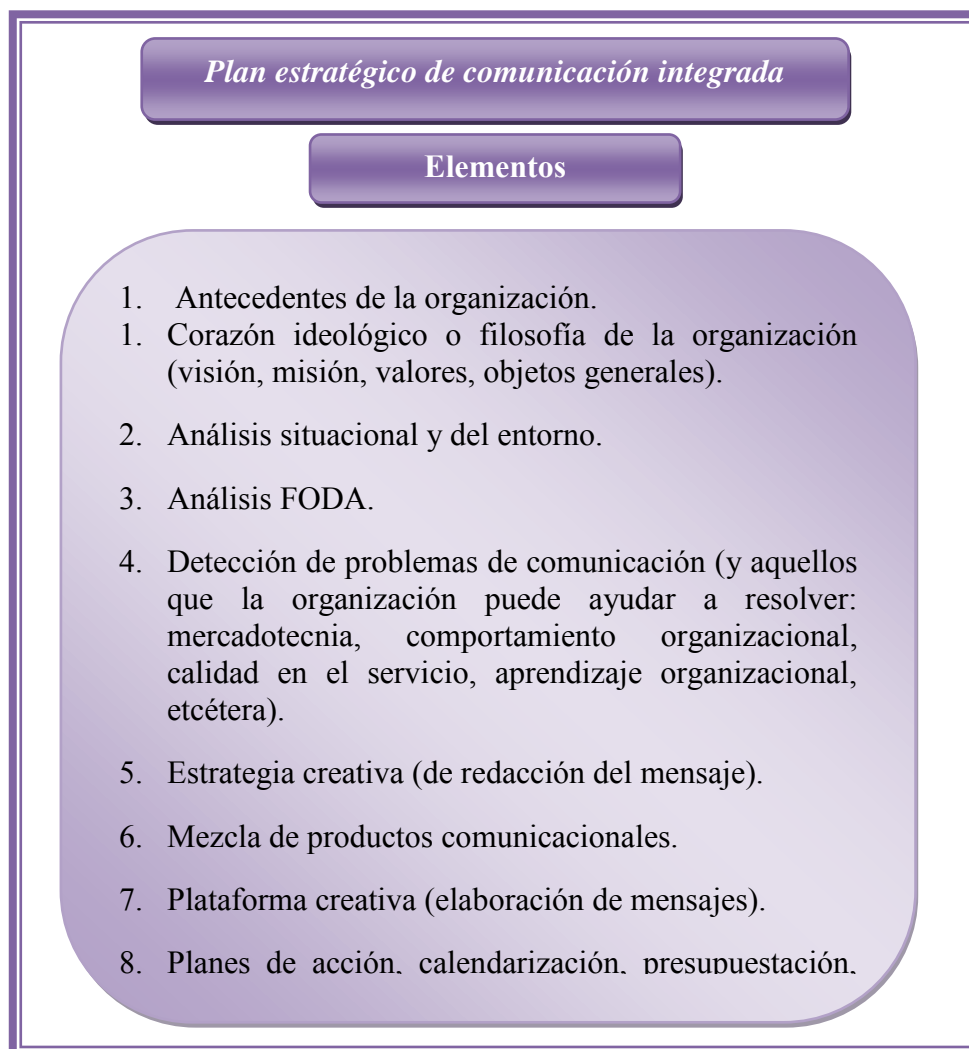 Plan estratégico de comunicación integrada
Elementos
1. Antecedentes de la organización.
1. Corazón ideológico o filosofía de la organización
(visión, misión, valores, objetos generales).
2. Análisis situacional y del entorno.
3. Análisis FODA.
4. Detección de problemas de comunicación (y aquellos
que la organización puede ayudar a resolver:
mercadotecnia, comportamiento organizacional,
calidad en el servicio, aprendizaje organizacional,
etcétera).
5. Estrategia creativa (de redacción del mensaje).
6. Mezcla de productos comunicacionales.
7. Plataforma creativa (elaboración de mensajes).
8. Planes de acción, calendarización, presupuestación,